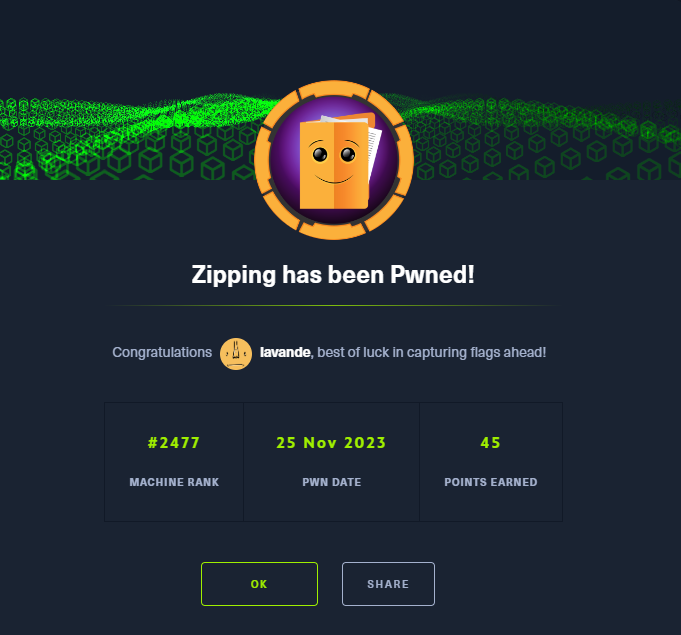 Zipping has been Pwned!
Congratulations lavande, best of luck in capturing flags ahead!
#2477 25 Nov 2023 45
MACHINE RANK PWN DATE POINTS EARNED
OK SHARE